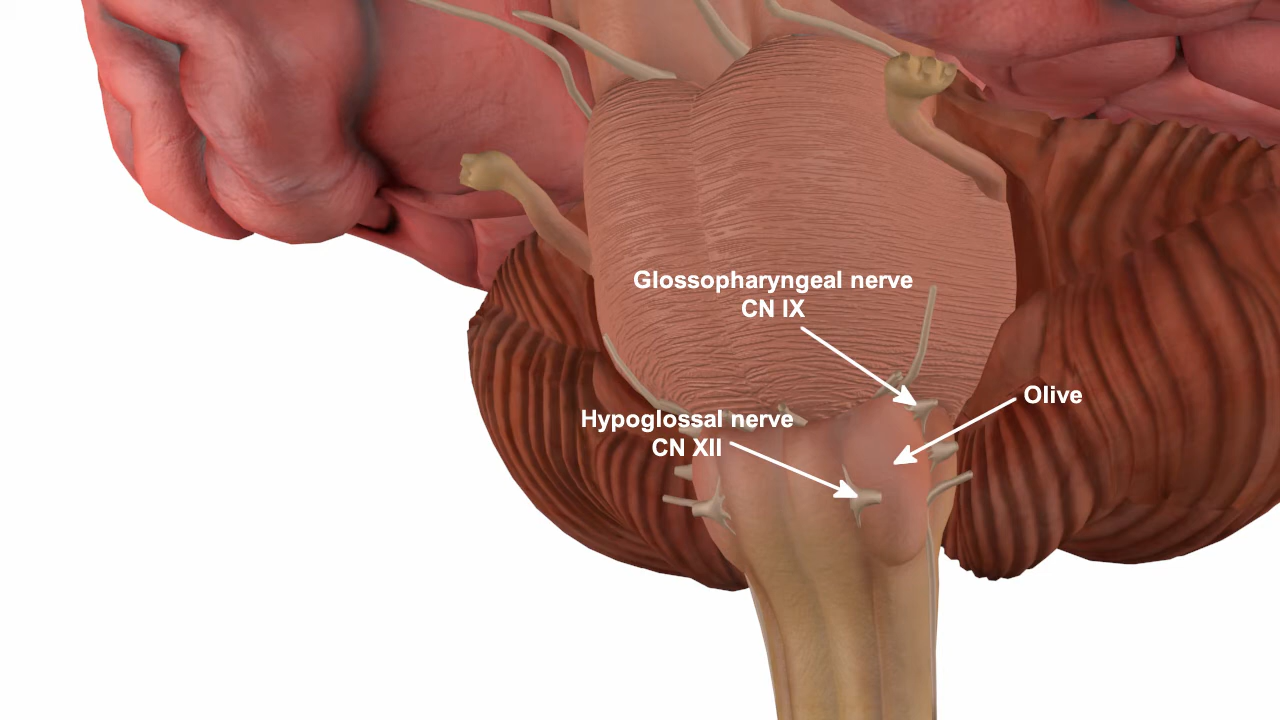 Glossopharyngeal nerve
CN IX
Olive
Hypoglossal nerve
CN XII